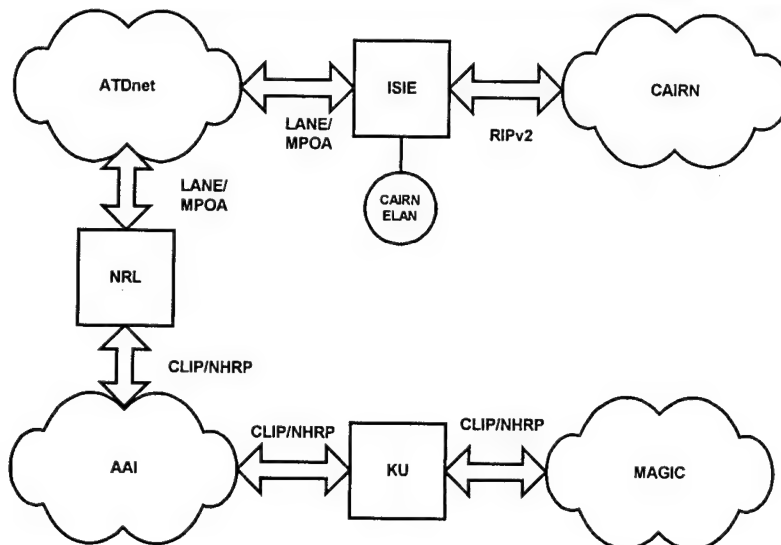 ATDnet
LANE/
MPOA
ISIE
RIPv2
CAIRN
CAIRN
ELAN
LANE/
MPOA
NRL
CLIP/NHRP
AAI
CLIP/NHRP
KU
CLIP/NHRP
MAGIC